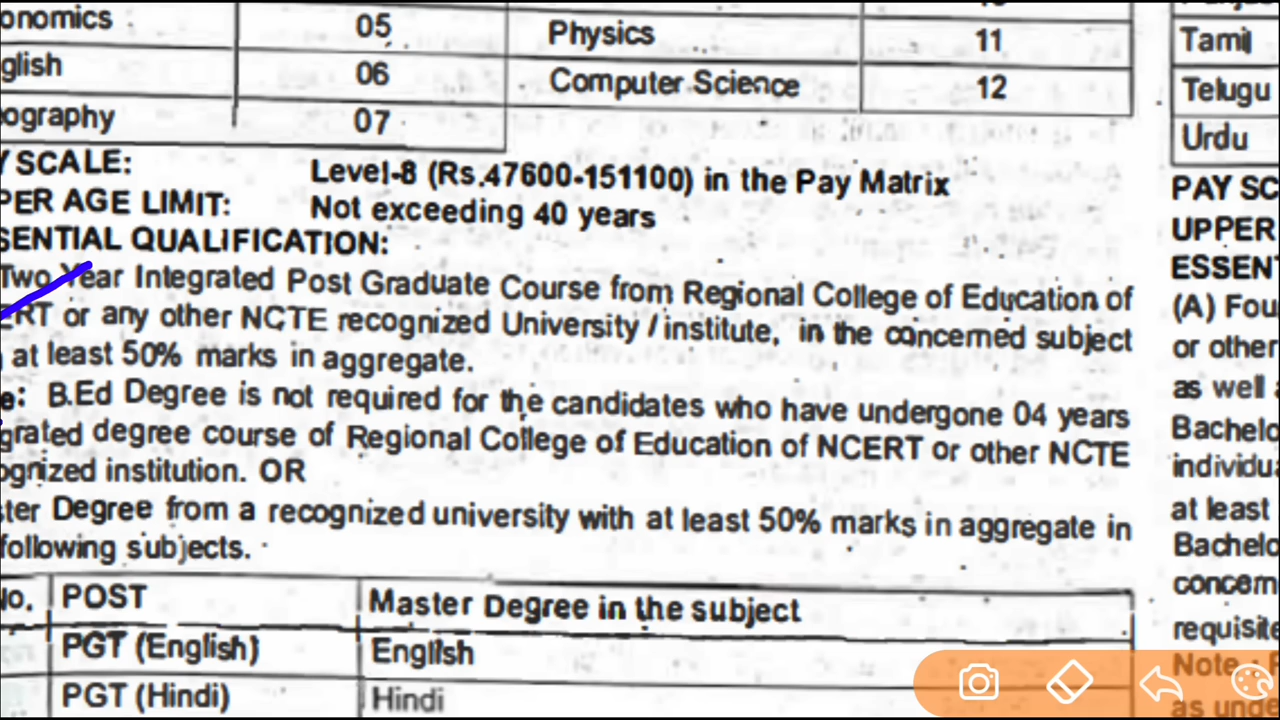 onomics 05 Physics 11
glish 06 Computer Science 12
eography 07
Y SCALE: Level-8 (Rs.47600-151100) in the Pay Matrix
PER AGE LIMIT: Not exceeding 40 years
SENTIAL QUALIFICATION:
Two Year Integrated Post Graduate Course from Regional College of Education of
ERT or any other NCTE recognized University / institute, in the concerned subject
at least 50% marks in aggregate.
e: B.Ed Degree is not required for the candidates who have undergone 04 years
grated degree course of Regional College of Education of NCERT or other NCTE
ognized institution. OR
ster Degree from a recognized university with at least 50% marks in aggregate in
following subjects.
No. POST Master Degree in the subject
PGT (English) English
PGT (Hindi) Hindi
Tamil
Telugu
Urdu
PAY SC
UPPER
ESSENT
(A) Fou
or other
as well
Bachelo
individua
at least
Bachelo
concern
requisite
Note
as unde